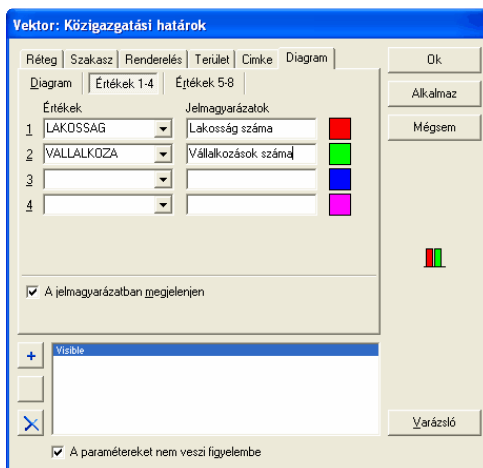 Vektor: Közigazgatási határok
Réteg Szakasz Renderelés Terület Cimke Diagram
Ok
Diagram Értékek 1-4 Értékek 5-8
Alkalmaz
Értékek Jelmagyarázatok
1 LAKOSSAG Lakosság száma
Mégsem
2 VALLALKOZA Vállalkozások száma
3
4
A jelmagyarázatban megjelenjen
Visible
Varázsló
A paramétereket nem veszi figyelembe